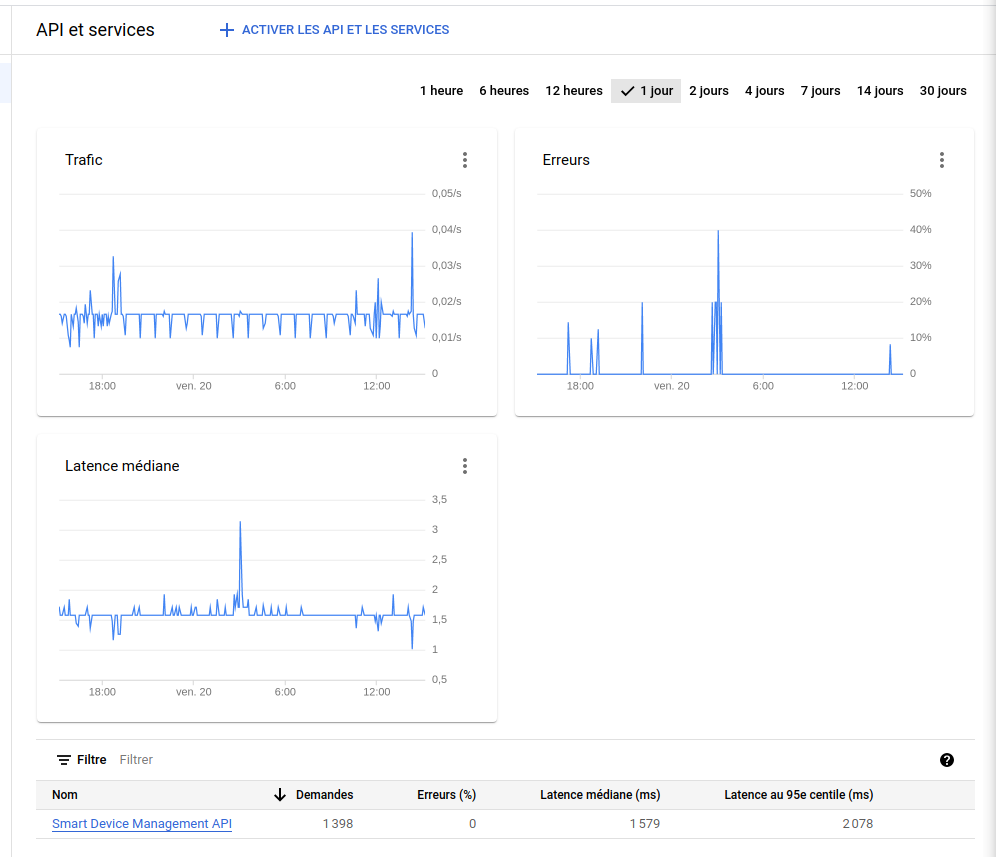 API et services
ACTIVER LES API ET LES SERVICES
1 heure 6 heures 12 heures 1 jour 2 jours 4 jours 7 jours 14 jours 30 jours
Trafic
0,05/s
0,04/s
0,03/s
0,02/s
0,01/s
0
18:00 ven. 20 6:00 12:00
Erreurs
50%
40%
30%
20%
10%
0
18:00 ven. 20 6:00 12:00
Latence médiane
3,5
3
2,5
2
1,5
1
0,5
18:00 ven. 20 6:00 12:00
Filtre Filtrer
Nom Demandes Erreurs (%) Latence médiane (ms) Latence au 95e centile (ms)
Smart Device Management API 1 398 0 1 579 2 078